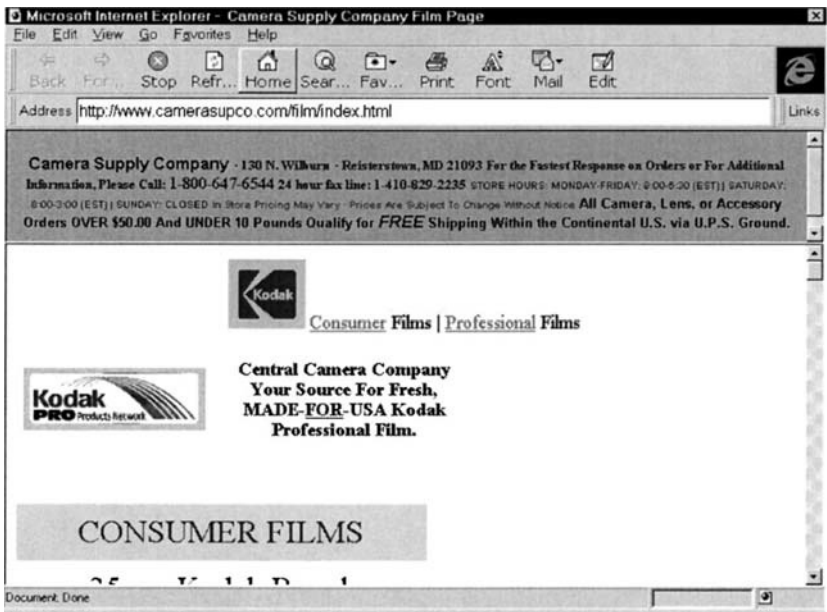 Microsoft Internet Explorer - Camera Supply Company Film Page
File Edit View Go Favorites Help
Back For... Stop Refr... Home Sear... Fav... Print Font Mail Edit
Address http://www.camerasupco.com/film/index.html Links
Camera Supply Company - 130 N. Wilburn - Reisterstown, MD 21093 For the Fastest Response on Orders or For Additional
Information, Please Call: 1-800-647-6544 24 hour fax line: 1-410-829-2235 STORE HOURS: MONDAY-FRIDAY: 8:00-5:30 (EST) | SATURDAY:
8:00-3:00 (EST) | SUNDAY: CLOSED In Store Pricing May Vary - Prices Are Subject To Change Without Notice All Camera, Lens, or Accessory
Orders OVER $50.00 And UNDER 10 Pounds Qualify for FREE Shipping Within the Continental U.S. via U.P.S. Ground.
Kodak
Consumer Films | Professional Films
Kodak
PRO Products Network
Central Camera Company
Your Source For Fresh,
MADE-FOR-USA Kodak
Professional Film.
CONSUMER FILMS
Document: Done